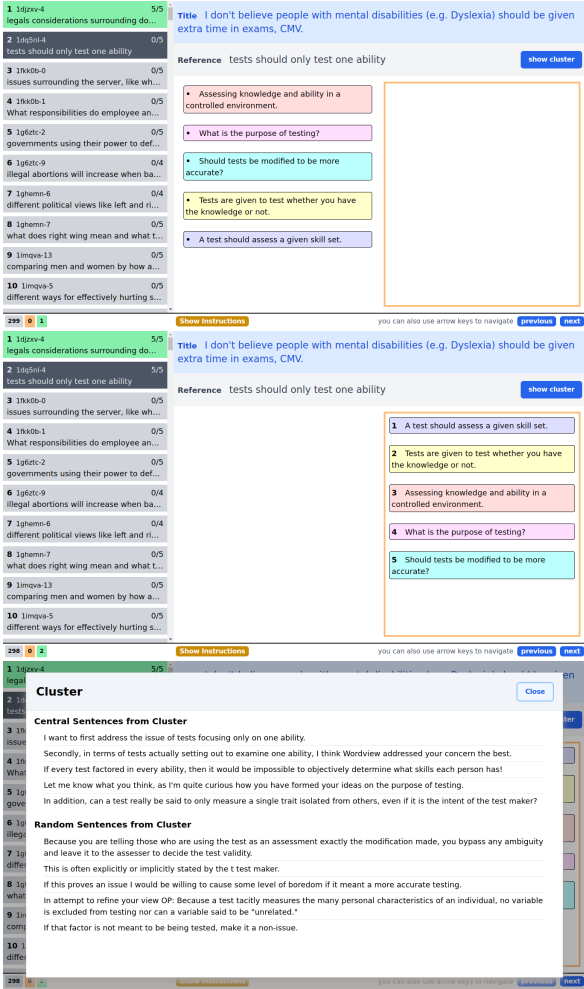 1 1djzxv-4 5/5
legals considerations surrounding do...
2 1dq5nl-4 0/5
tests should only test one ability
3 1fkk0b-0 0/5
issues surrounding the server, like wh...
4 1fkk0b-1 0/5
What responsibilities do employee an...
5 1g6ztc-2 0/5
governments using their power to def...
6 1g6ztc-9 0/4
illegal abortions will increase when ba...
7 1ghemn-6 0/4
different political views like left and ri...
8 1ghemn-7 0/5
what does right wing mean and what t...
9 1imqva-13 0/5
comparing men and women by how a...
10 1imqva-5 0/5
different ways for effectively hurting s...
299 0 1
Title I don't believe people with mental disabilities (e.g. Dyslexia) should be given
extra time in exams, CMV.
Reference tests should only test one ability
show cluster
• Assessing knowledge and ability in a
controlled environment.
• What is the purpose of testing?
• Should tests be modified to be more
accurate?
• Tests are given to test whether you have
the knowledge or not.
• A test should assess a given skill set.
Show Instructions
you can also use arrow keys to navigate previous next
1 1djzxv-4 5/5
legals considerations surrounding do...
2 1dq5nl-4 5/5
tests should only test one ability
3 1fkk0b-0 0/5
issues surrounding the server, like wh...
4 1fkk0b-1 0/5
What responsibilities do employee an...
5 1g6ztc-2 0/5
governments using their power to def...
6 1g6ztc-9 0/4
illegal abortions will increase when ba...
7 1ghemn-6 0/4
different political views like left and ri...
8 1ghemn-7 0/5
what does right wing mean and what t...
9 1imqva-13 0/5
comparing men and women by how a...
10 1imqva-5 0/5
different ways for effectively hurting s...
298 0 2
Title I don't believe people with mental disabilities (e.g. Dyslexia) should be given
extra time in exams, CMV.
Reference tests should only test one ability
show cluster
1 A test should assess a given skill set.
2 Tests are given to test whether you have
the knowledge or not.
3 Assessing knowledge and ability in a
controlled environment.
4 What is the purpose of testing?
5 Should tests be modified to be more
accurate?
Show Instructions
you can also use arrow keys to navigate previous next
1 1djzxv-4 5/5
Cluster
Close
Central Sentences from Cluster
I want to first address the issue of tests focusing only on one ability.
Secondly, in terms of tests actually setting out to examine one ability, I think Wordview addressed your concern the best.
If every test factored in every ability, then it would be impossible to objectively determine what skills each person has!
Let me know what you think, as I'm quite curious how you have formed your ideas on the purpose of testing.
In addition, can a test really be said to only measure a single trait isolated from others, even if it is the intent of the test maker?
Random Sentences from Cluster
Because you are telling those who are using the test as an assessment exactly the modification made, you bypass any ambiguity
and leave it to the assesser to decide the test validity.
This is often explicitly or implicitly stated by the t test maker.
If this proves an issue I would be willing to cause some level of boredom if it meant a more accurate testing.
In attempt to refine your view OP: Because a test tacitly measures the many personal characteristics of an individual, no variable
is excluded from testing nor can a variable said to be "unrelated."
If that factor is not meant to be being tested, make it a non-issue.
298 0 2
Show Instructions
you can also use arrow keys to navigate previous next